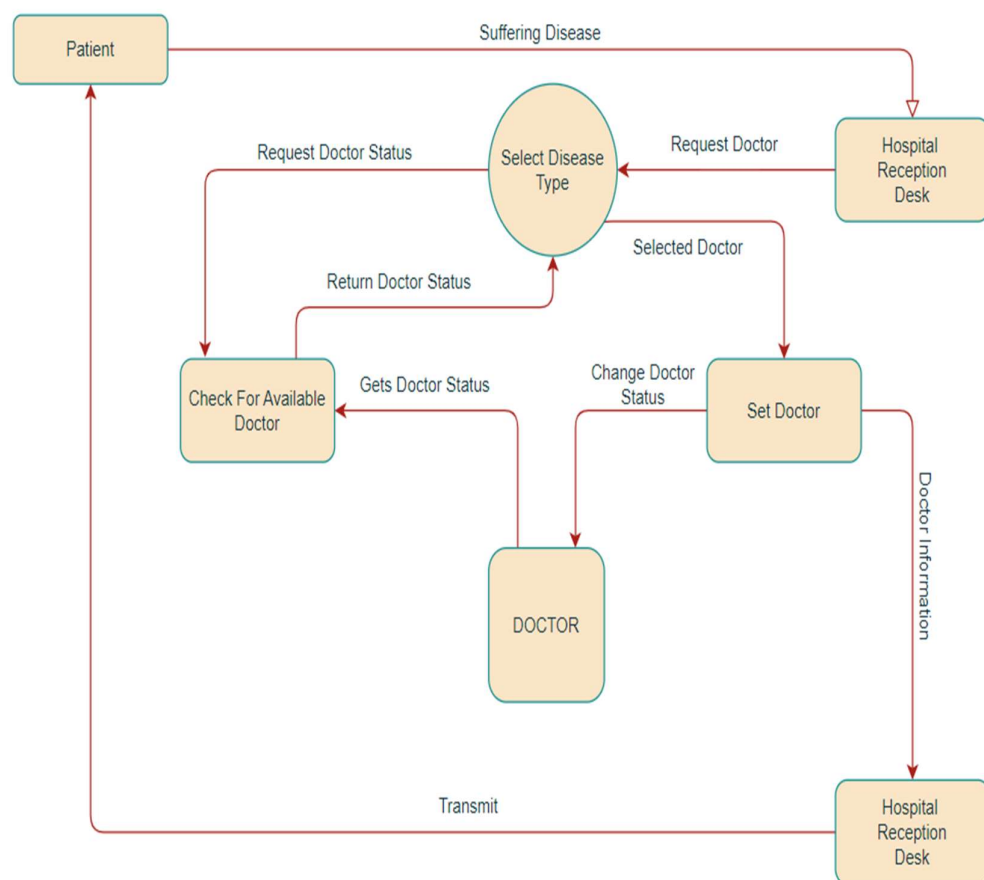 Suffering Disease
Patient
Hospital
Reception
Desk
Request Doctor
Select Disease
Type
Request Doctor Status
Selected Doctor
Return Doctor Status
Change Doctor
Status
Gets Doctor Status
Check For Available
Doctor
Set Doctor
Doctor Information
DOCTOR
Transmit
Hospital
Reception
Desk